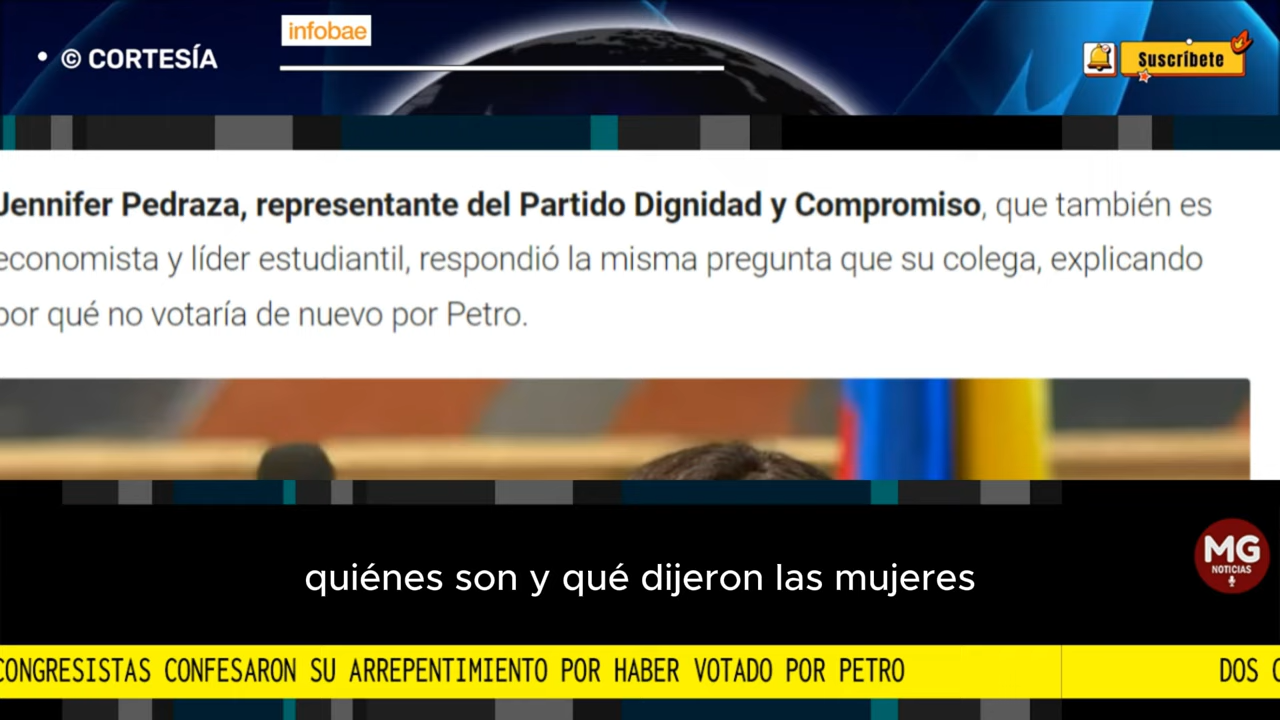 © CORTESÍA
infobae
Suscríbete
Jennifer Pedraza, representante del Partido Dignidad y Compromiso, que también es
economista y líder estudiantil, respondió la misma pregunta que su colega, explicando
por qué no votaría de nuevo por Petro.
quiénes son y qué dijeron las mujeres
MG
NOTICIAS
CONGRESISTAS CONFESARON SU ARREPENTIMIENTO POR HABER VOTADO POR PETRO
DOS